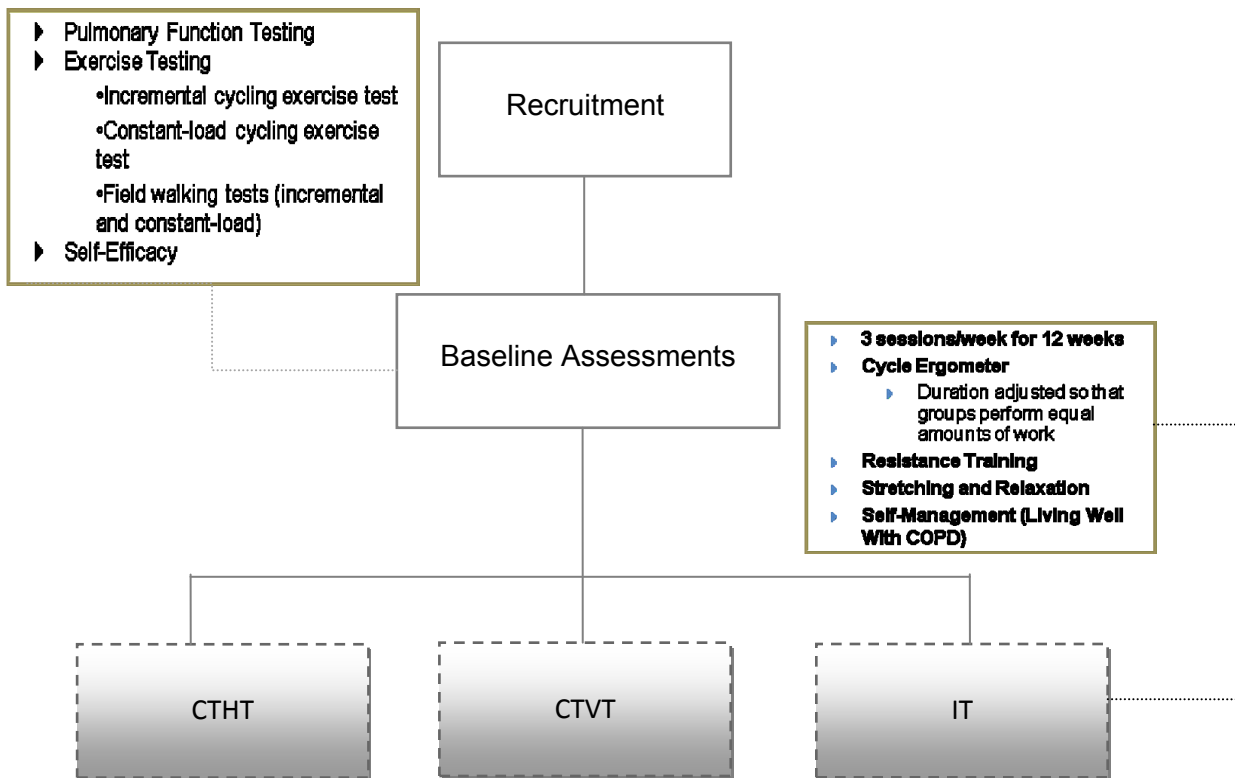 Pulmonary Function Testing
Exercise Testing
•Incremental cycling exercise test
•Constant-load cycling exercise
test
•Field walking tests (incremental
and constant-load)
Self-Efficacy
Recruitment
Baseline Assessments
3 sessions/week for 12 weeks
Cycle Ergometer
Duration adjusted so that
groups perform equal
amounts of work
Resistance Training
Stretching and Relaxation
Self-Management (Living Well
With COPD)
CTHT
CTVT
IT